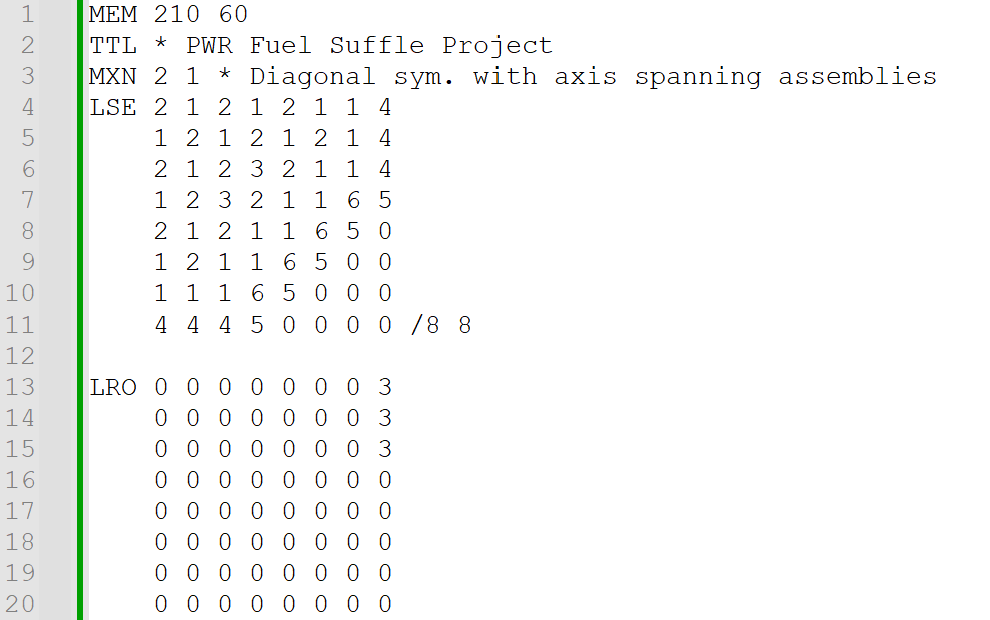 1 MEM 210 60
2 TTL * PWR Fuel Suffle Project
3 MXN 2 1 * Diagonal sym. with axis spanning assemblies
4 LSE 2 1 2 1 2 1 1 4
5 1 2 1 2 1 2 1 4
6 2 1 2 3 2 1 1 4
7 1 2 3 2 1 1 6 5
8 2 1 2 1 1 6 5 0
9 1 2 1 1 6 5 0 0
10 1 1 1 6 5 0 0 0
11 4 4 4 5 0 0 0 0 /8 8
12
13 LRO 0 0 0 0 0 0 0 3
14 0 0 0 0 0 0 0 3
15 0 0 0 0 0 0 0 3
16 0 0 0 0 0 0 0 0
17 0 0 0 0 0 0 0 0
18 0 0 0 0 0 0 0 0
19 0 0 0 0 0 0 0 0
20 0 0 0 0 0 0 0 0